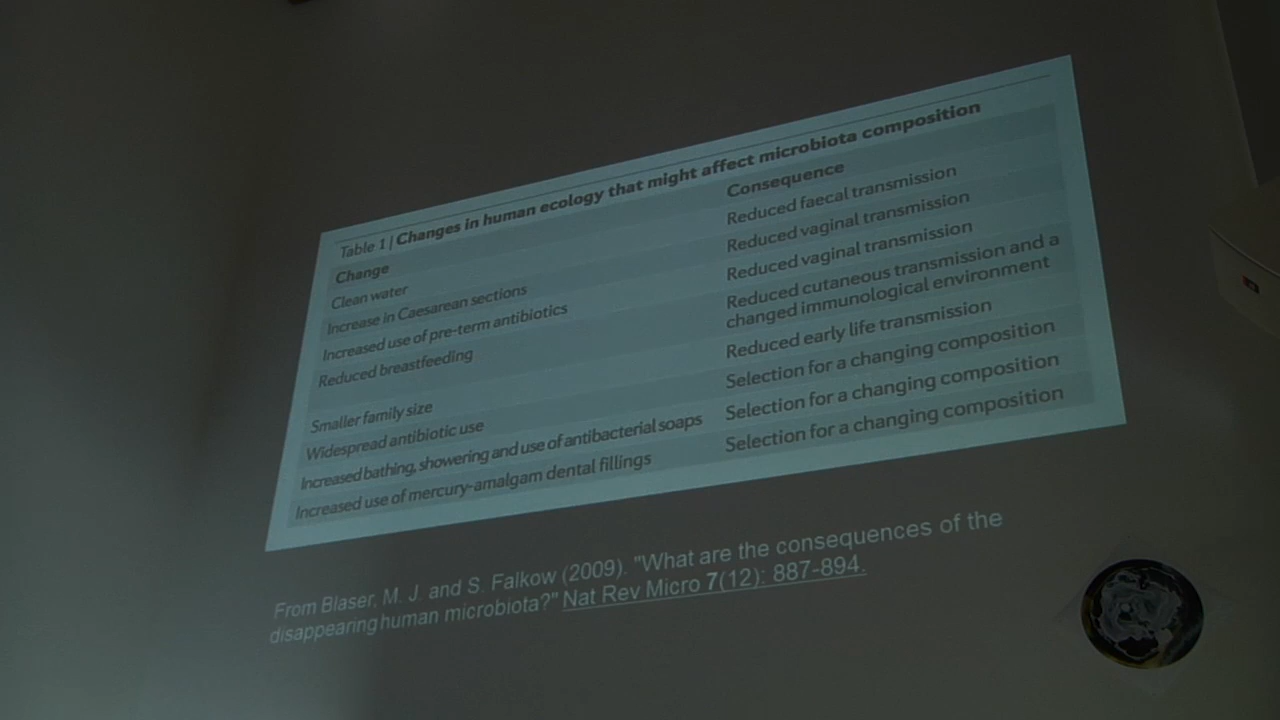 Table 1 | Changes in human ecology that might affect microbiota composition
Change Consequence
Clean water Reduced faecal transmission
Increase in Caesarean sections Reduced vaginal transmission
Increased use of pre-term antibiotics Reduced vaginal transmission
Reduced breastfeeding Reduced cutaneous transmission and a
changed immunological environment
Smaller family size Reduced early life transmission
Widespread antibiotic use Selection for a changing composition
Increased bathing, showering and use of antibacterial soaps Selection for a changing composition
Increased use of mercury-amalgam dental fillings Selection for a changing composition
From Blaser, M. J. and S. Falkow (2009). "What are the consequences of the
disappearing human microbiota?" Nat Rev Micro 7(12): 887-894.